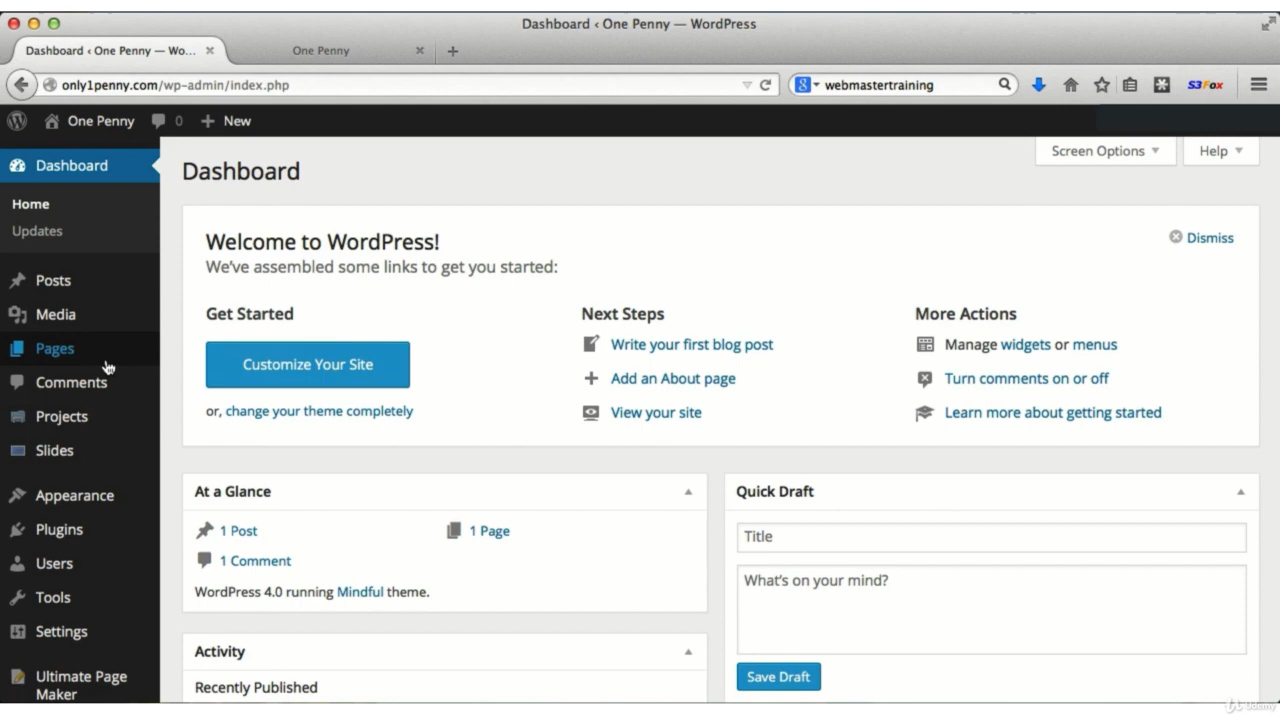 Dashboard ‹ One Penny — WordPress
Dashboard ‹ One Penny — Wo...
One Penny
only1penny.com/wp-admin/index.php
webmastertraining
S3Fox
One Penny
0
New
Dashboard
Home
Updates
Posts
Media
Pages
Comments
Projects
Slides
Appearance
Plugins
Users
Tools
Settings
Ultimate Page
Maker
Dashboard
Screen Options
Help
Welcome to WordPress!
Dismiss
We've assembled some links to get you started:
Get Started
Customize Your Site
or, change your theme completely
Next Steps
Write your first blog post
Add an About page
View your site
More Actions
Manage widgets or menus
Turn comments on or off
Learn more about getting started
At a Glance
1 Post
1 Page
1 Comment
WordPress 4.0 running Mindful theme.
Activity
Recently Published
Quick Draft
Title
What's on your mind?
Save Draft
Udemy